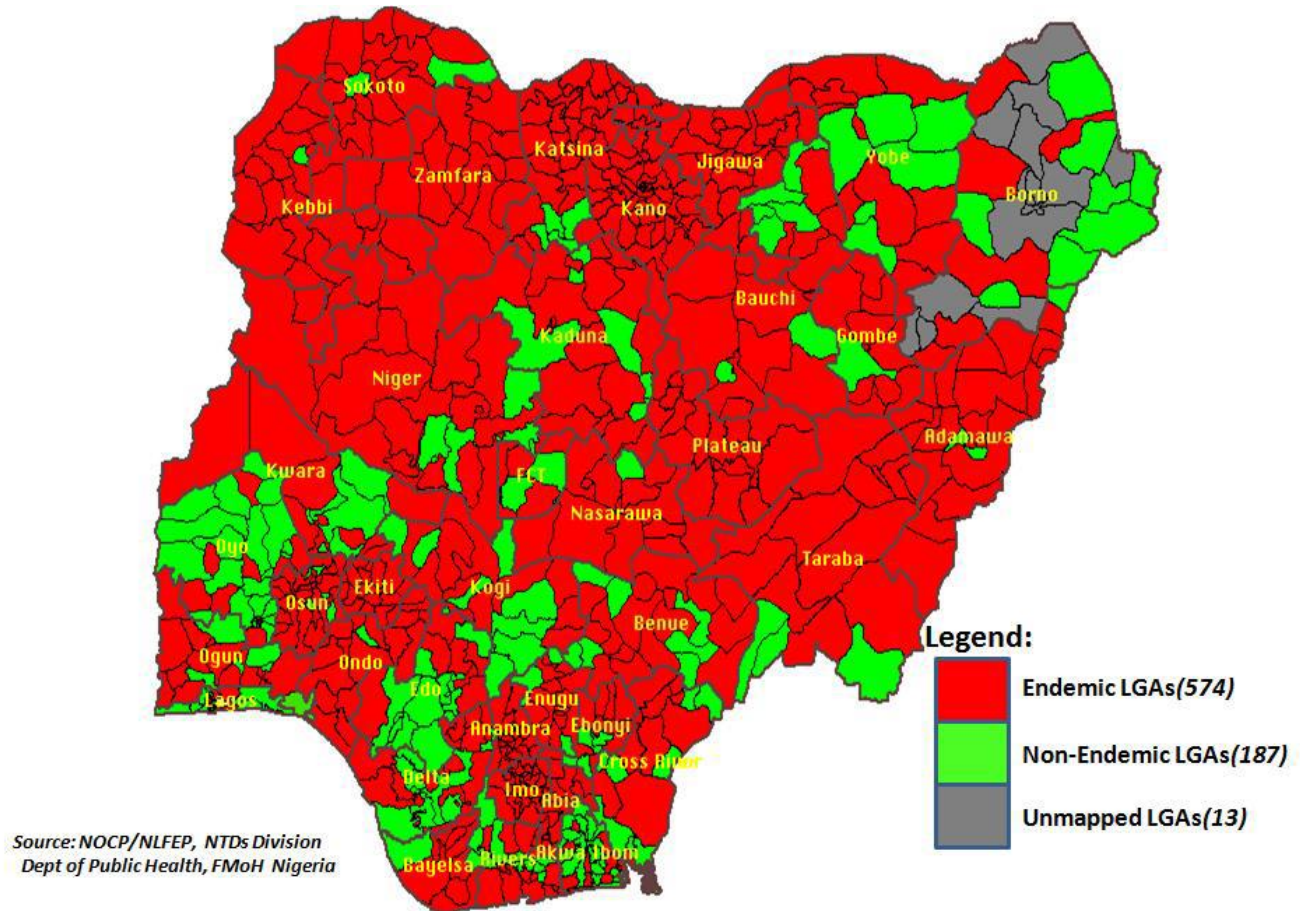 Sokoto
Katsina
Jigawa
Yobe
Zamfara
Kebbi
Kano
Borno
Bauchi
Kaduna
Gombe
Niger
Plateau
Adamawa
Kwara
FCT
Nasarawa
Oyo
Taraba
Ekiti
Kogi
Osun
Benue
Legend:
Ogun
Ondo
Edo
Enugu
Lagos
Anambra
Ebonyi
Cross River
Delta
Imo
Abia
Bayelsa
Rivers
Akwa Ibom
Endemic LGAs(574)
Non-Endemic LGAs(187)
Unmapped LGAs(13)
Source: NOCP/NLFEP, NTDs Division
Dept of Public Health, FMoH Nigeria